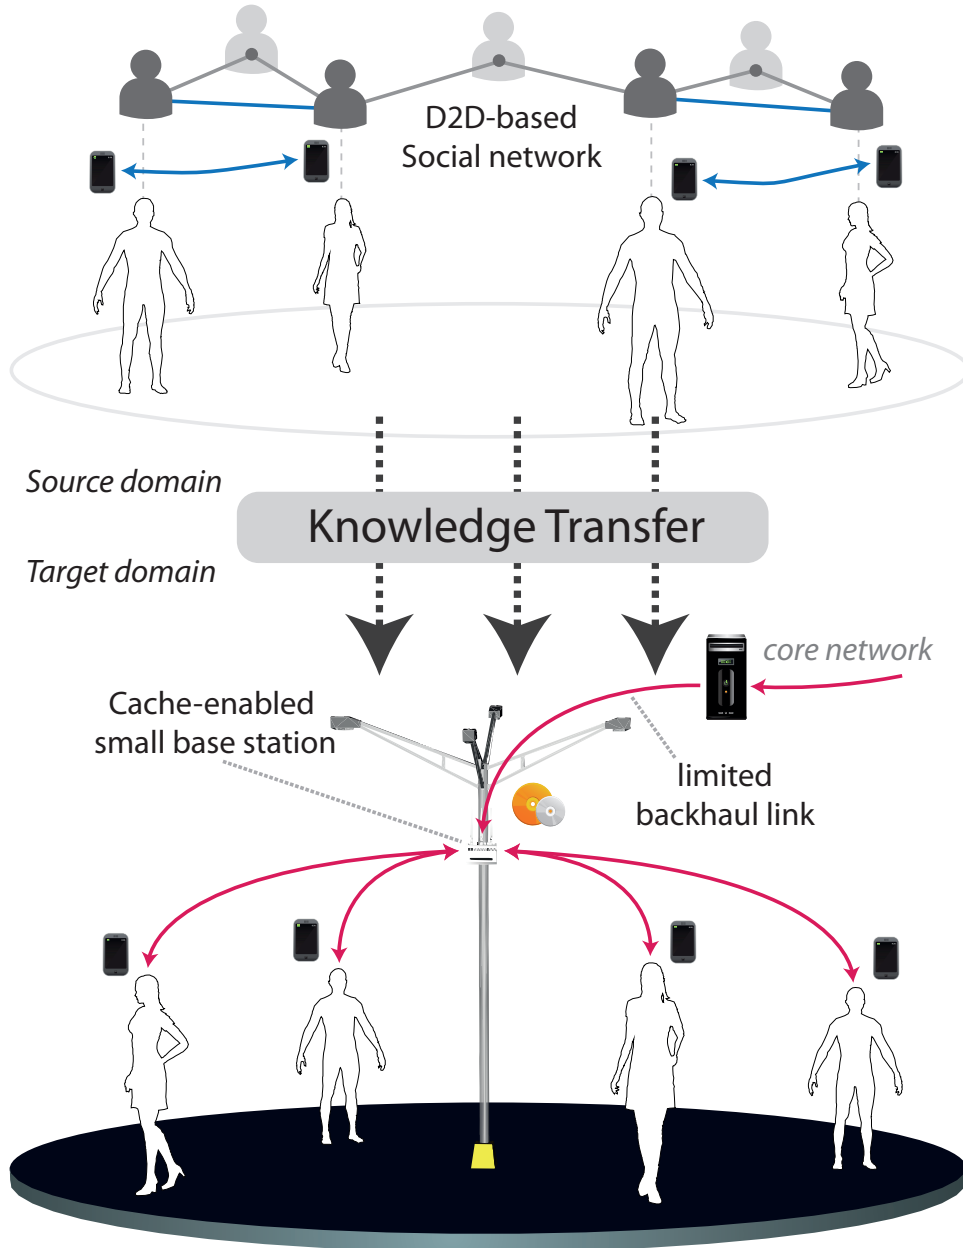 D2D-based
Social network
Source domain
Knowledge Transfer
Target domain
core network
Cache-enabled
small base station
limited
backhaul link